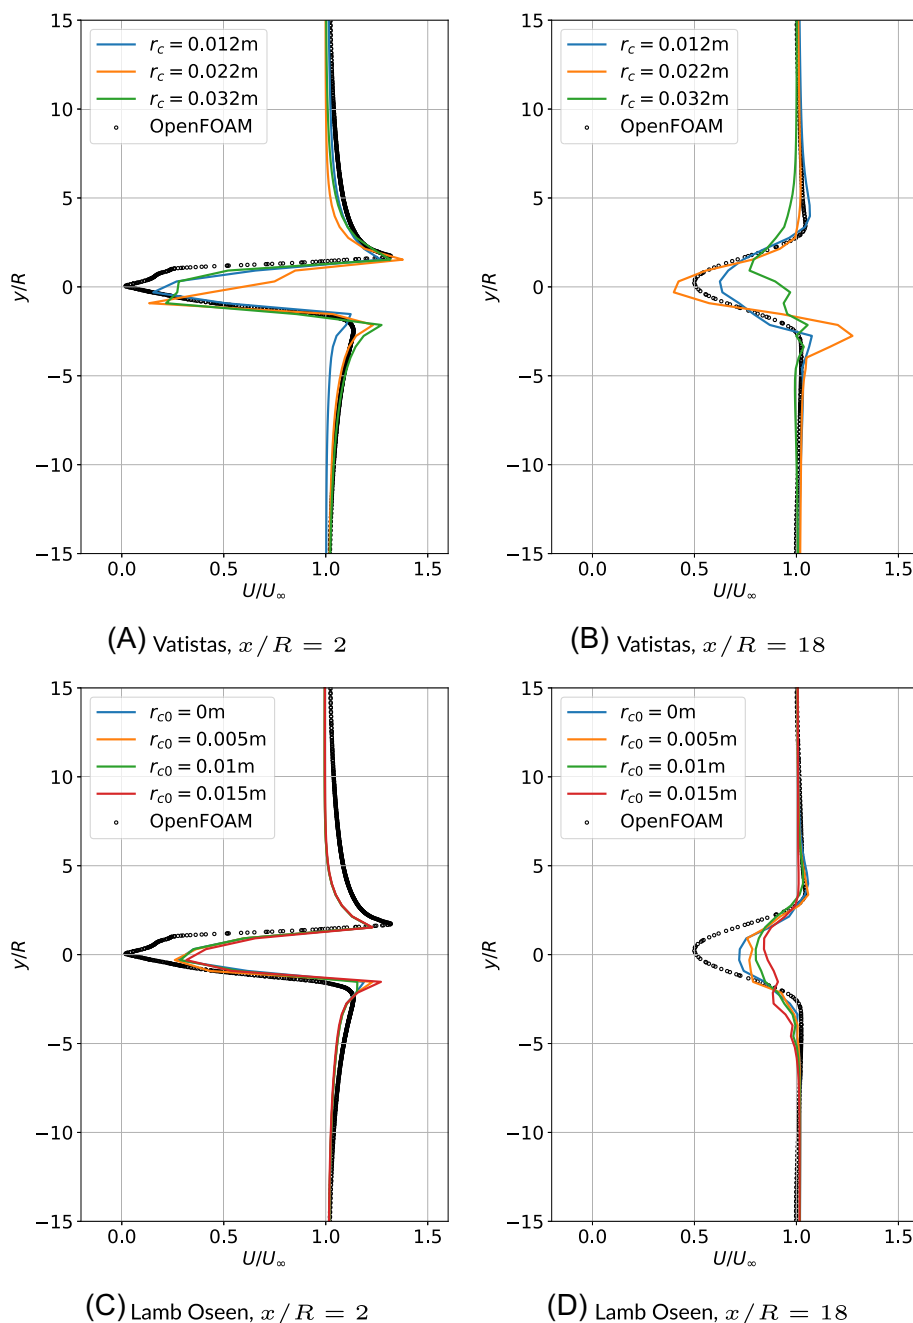 15
10
5
0
−5
−10
−15
y/R
r_c = 0.012m
r_c = 0.022m
r_c = 0.032m
OpenFOAM
0.0 0.5 1.0 1.5
U/U_∞
(A) Vatistas, x/R = 2
15
10
5
0
−5
−10
−15
y/R
r_c = 0.012m
r_c = 0.022m
r_c = 0.032m
OpenFOAM
0.0 0.5 1.0 1.5
U/U_∞
(B) Vatistas, x/R = 18
15
10
5
0
−5
−10
−15
y/R
r_c0 = 0m
r_c0 = 0.005m
r_c0 = 0.01m
r_c0 = 0.015m
OpenFOAM
0.0 0.5 1.0 1.5
U/U_∞
(C) Lamb Oseen, x/R = 2
15
10
5
0
−5
−10
−15
y/R
r_c0 = 0m
r_c0 = 0.005m
r_c0 = 0.01m
r_c0 = 0.015m
OpenFOAM
0.0 0.5 1.0 1.5
U/U_∞
(D) Lamb Oseen, x/R = 18